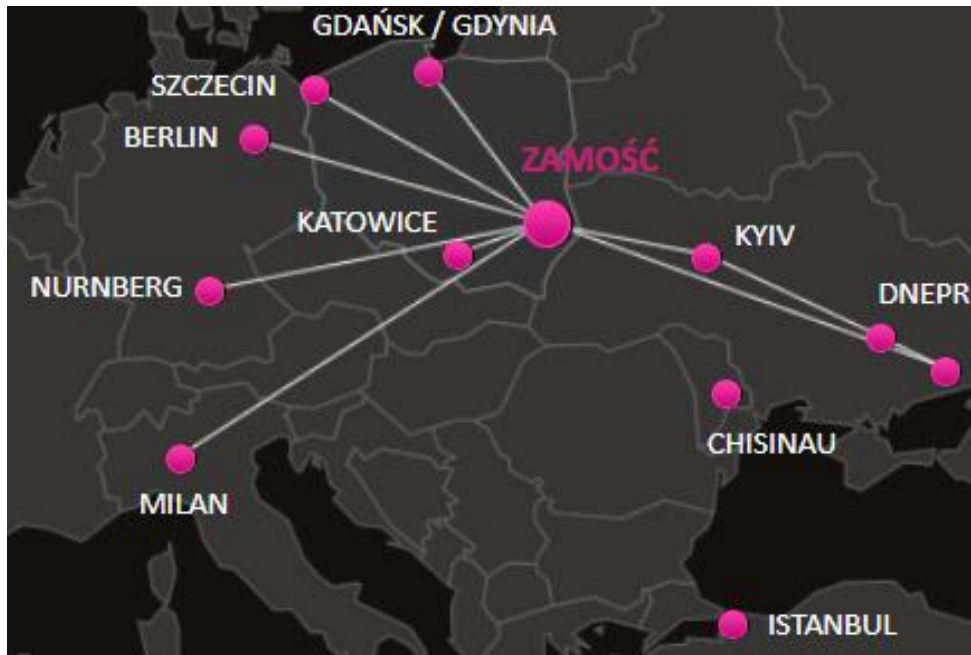 GDAŃSK / GDYNIA
SZCZECIN
BERLIN
ZAMOŚĆ
KATOWICE
KYIV
NURNBERG
DNEPR
CHISINAU
MILAN
ISTANBUL